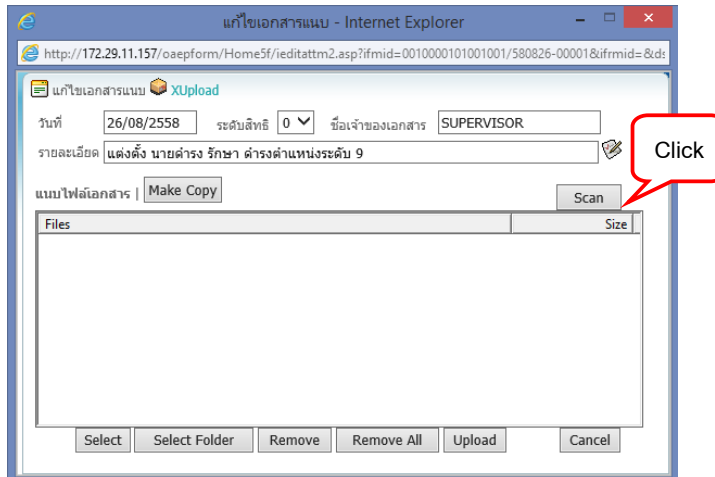 แก้ไขเอกสารแนบ - Internet Explorer
http://172.29.11.157/oaepform/Home5f/ieditattm2.asp?ifmid=0010000101001001/580826-00001&ifrmid=&ds
แก้ไขเอกสารแนบ XUpload
วันที่ 26/08/2558 ระดับสิทธิ 0 ชื่อเจ้าของเอกสาร SUPERVISOR
รายละเอียด แต่งตั้ง นายดำรง รักษา ดำรงตำแหน่งระดับ 9
Click
แนบไฟล์เอกสาร | Make Copy
Scan
Files Size
Select Select Folder Remove Remove All Upload Cancel